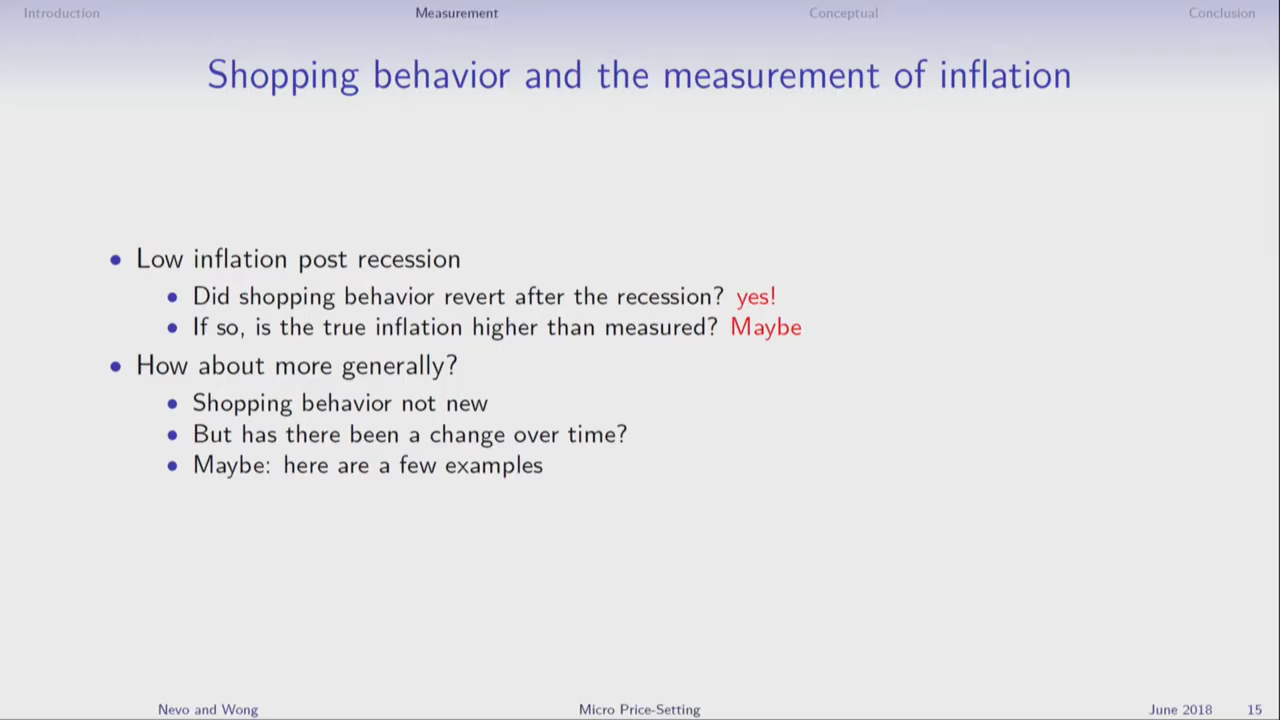 Introduction Measurement Conceptual Conclusion
Shopping behavior and the measurement of inflation
• Low inflation post recession
• Did shopping behavior revert after the recession? yes!
• If so, is the true inflation higher than measured? Maybe
• How about more generally?
• Shopping behavior not new
• But has there been a change over time?
• Maybe: here are a few examples
Nevo and Wong Micro Price-Setting June 2018 15